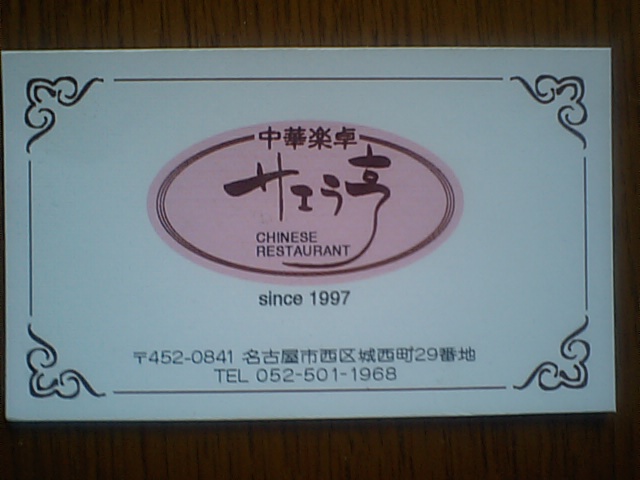 中華楽卓
サエラ亭
CHINESE
RESTAURANT
since 1997
〒452-0841 名古屋市西区城西町29番地
TEL 052-501-1968